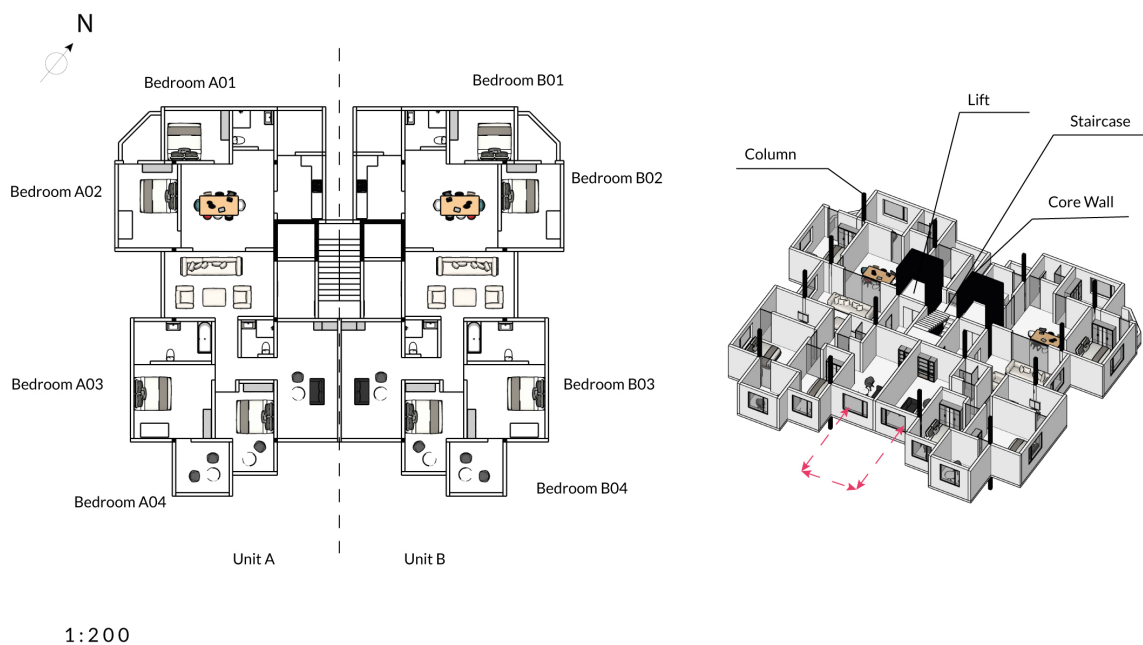 N
Bedroom A01
Bedroom B01
Bedroom A02
Bedroom B02
Bedroom A03
Bedroom B03
Bedroom A04
Bedroom B04
Unit A
Unit B
1:200
Lift
Staircase
Column
Core Wall